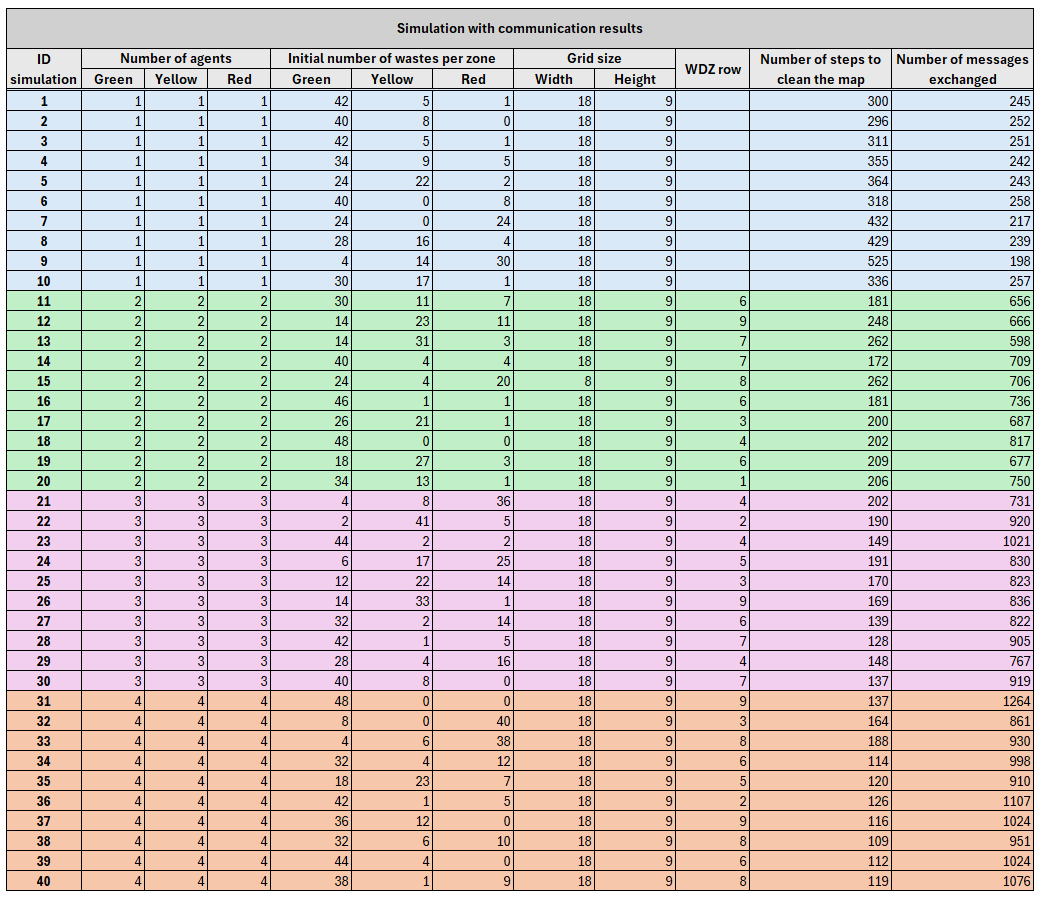 Simulation with communication results
ID simulation Number of agents Initial number of wastes per zone Grid size WDZ row Number of steps to clean the map Number of messages exchanged
Green Yellow Red Green Yellow Red Width Height
1 1 1 1 42 5 1 18 9 300 245
2 1 1 1 40 8 0 18 9 296 252
3 1 1 1 42 5 1 18 9 311 251
4 1 1 1 34 9 5 18 9 355 242
5 1 1 1 24 22 2 18 9 364 243
6 1 1 1 40 0 8 18 9 318 258
7 1 1 1 24 0 24 18 9 432 217
8 1 1 1 28 16 4 18 9 429 239
9 1 1 1 4 14 30 18 9 525 198
10 1 1 1 30 17 1 18 9 336 257
11 2 2 2 30 11 7 18 9 6 181 656
12 2 2 2 14 23 11 18 9 9 248 666
13 2 2 2 14 31 3 18 9 7 262 598
14 2 2 2 40 4 4 18 9 7 172 709
15 2 2 2 24 4 20 8 9 8 262 706
16 2 2 2 46 1 1 18 9 6 181 736
17 2 2 2 26 21 1 18 9 3 200 687
18 2 2 2 48 0 0 18 9 4 202 817
19 2 2 2 18 27 3 18 9 6 209 677
20 2 2 2 34 13 1 18 9 1 206 750
21 3 3 3 4 8 36 18 9 4 202 731
22 3 3 3 2 41 5 18 9 2 190 920
23 3 3 3 44 2 2 18 9 4 149 1021
24 3 3 3 6 17 25 18 9 5 191 830
25 3 3 3 12 22 14 18 9 3 170 823
26 3 3 3 14 33 1 18 9 9 169 836
27 3 3 3 32 2 14 18 9 6 139 822
28 3 3 3 42 1 5 18 9 7 128 905
29 3 3 3 28 4 16 18 9 4 148 767
30 3 3 3 40 8 0 18 9 7 137 919
31 4 4 4 48 0 0 18 9 9 137 1264
32 4 4 4 8 0 40 18 9 3 164 861
33 4 4 4 4 6 38 18 9 8 188 930
34 4 4 4 32 4 12 18 9 6 114 998
35 4 4 4 18 23 7 18 9 5 120 910
36 4 4 4 42 1 5 18 9 2 126 1107
37 4 4 4 36 12 0 18 9 9 116 1024
38 4 4 4 32 6 10 18 9 8 109 951
39 4 4 4 44 4 0 18 9 6 112 1024
40 4 4 4 38 1 9 18 9 8 119 1076